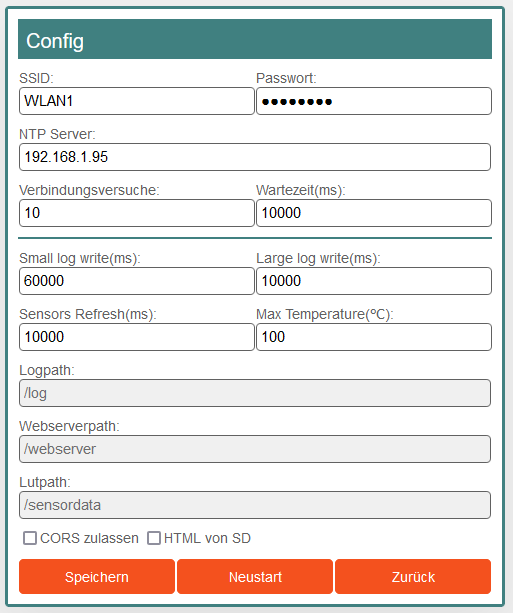 Config
SSID: Passwort:
WLAN1 ●●●●●●●●
NTP Server:
192.168.1.95
Verbindungsversuche: Wartezeit(ms):
10 10000
Small log write(ms): Large log write(ms):
60000 10000
Sensors Refresh(ms): Max Temperature(°C):
10000 100
Logpath:
/log
Webserverpath:
/webserver
Lutpath:
/sensordata
CORS zulassen HTML von SD
Speichern Neustart Zurück